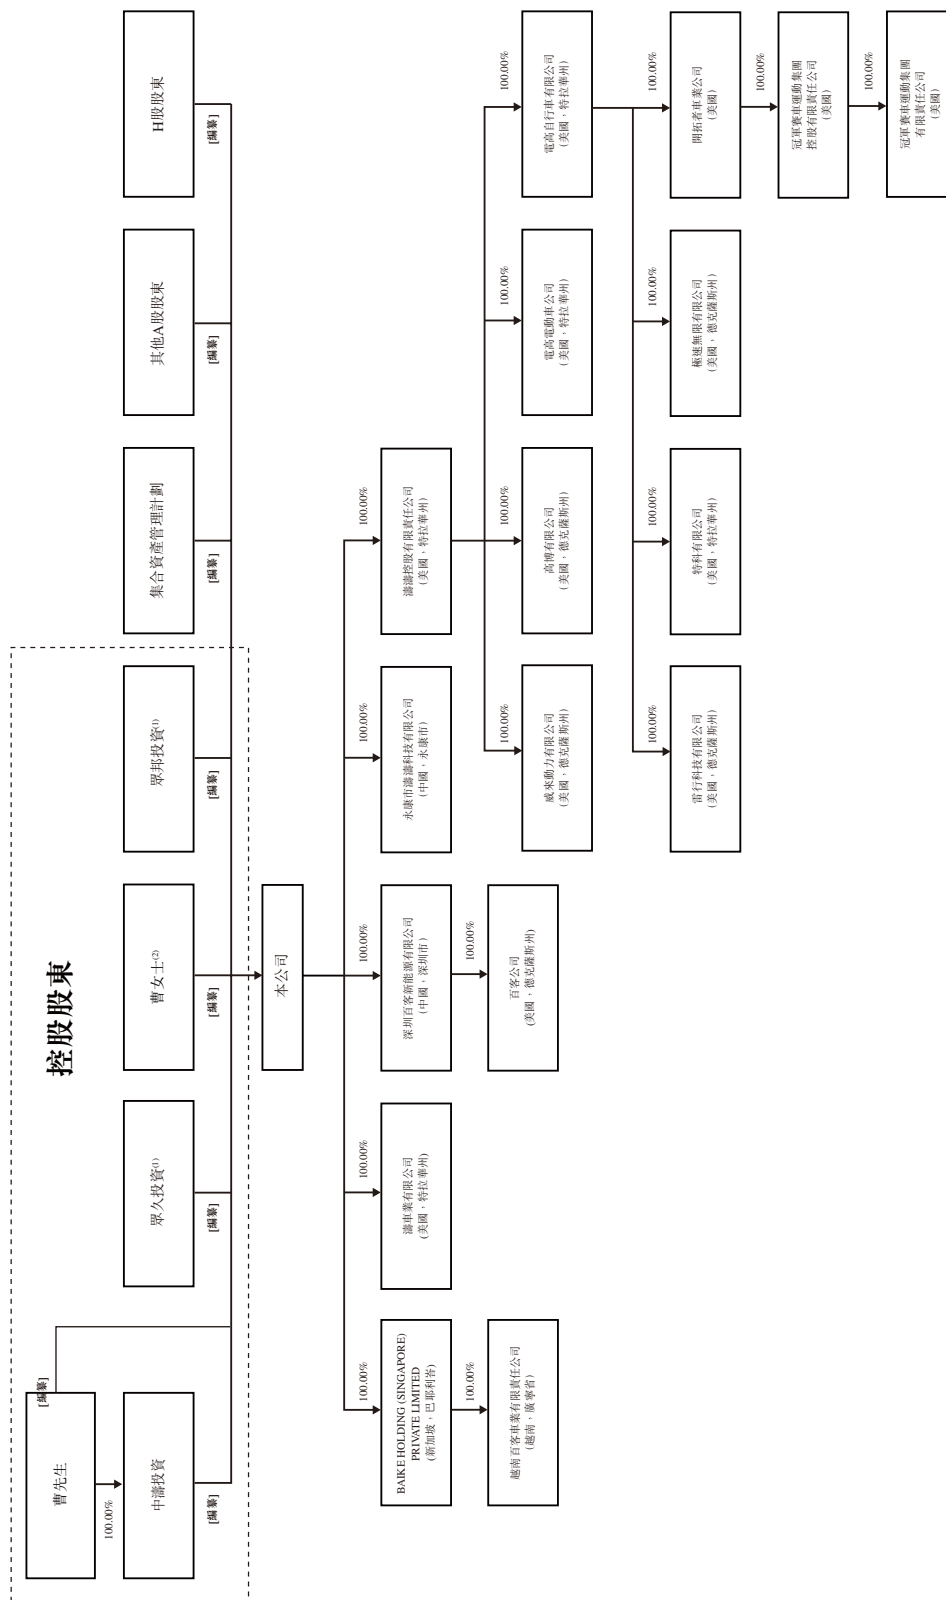 控股股東
曹先生
[編纂]
100.00%
中濤投資
眾久投資⁽¹⁾
曹女士⁽²⁾
眾邦投資⁽¹⁾
集合資產管理計劃
其他A股股東
H股股東
[編纂]
[編纂]
[編纂]
[編纂]
[編纂]
[編纂]
[編纂]
本公司
100.00%
100.00%
100.00%
100.00%
100.00%
BAIKE HOLDING (SINGAPORE)
PRIVATE LIMITED
(新加坡，巴耶利峇)
濤車業有限公司
(美國，特拉華州)
深圳百客新能源有限公司
(中國，深圳市)
永康市濤濤科技有限公司
(中國，永康市)
濤濤控股有限責任公司
(美國，特拉華州)
100.00%
100.00%
越南百客車業有限責任公司
(越南，廣寧省)
百客公司
(美國，德克薩斯州)
100.00%
100.00%
100.00%
100.00%
威來動力有限公司
(美國，德克薩斯州)
高博有限公司
(美國，德克薩斯州)
電高電動車公司
(美國，特拉華州)
電高自行車有限公司
(美國，特拉華州)
100.00%
100.00%
100.00%
100.00%
雷行科技有限公司
(美國，德克薩斯州)
特科有限公司
(美國，特拉華州)
極速無限有限公司
(美國，德克薩斯州)
開拓者車業公司
(美國)
100.00%
冠軍賽車運動集團
控股有限責任公司
(美國)
100.00%
冠軍賽車運動集團
有限責任公司
(美國)